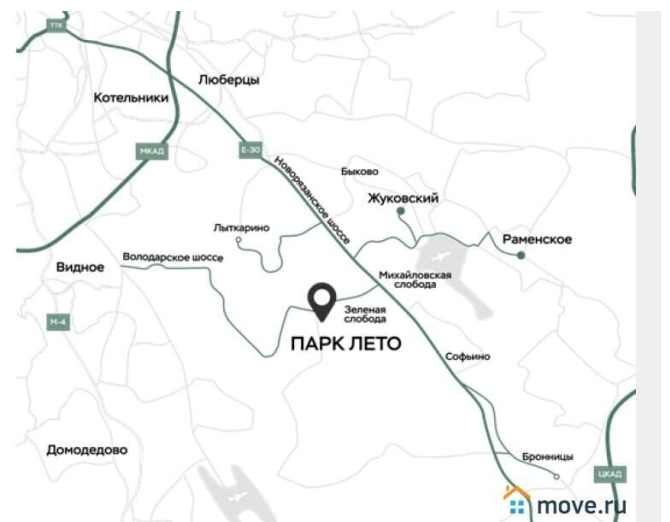 ТТК
Люберцы
Котельники
МКАД
Е-30
Новорязанское шоссе
Быково
Жуковский
Лыткарино
Раменское
Володарское шоссе
Видное
Михайловская
слобода
Зеленая
слобода
М-4
ПАРК ЛЕТО
Софьино
Домодедово
Бронницы
ЦКАД
move.ru